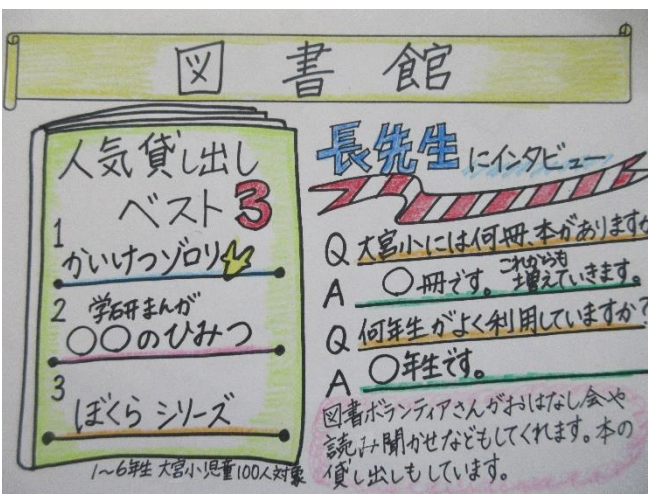 図書館
人気貸し出し
ベスト3
1
かいけつゾロリ
2 学研まんが
○○のひみつ
3
ぼくらシリーズ
1〜6年生 大宮小児童100人対象
長先生にインタビュー
Q 大宮小には何冊、本がありますか
A ○冊です。これからも
増えていきます。
Q 何年生がよく利用していますか?
A ○年生です。
図書ボランティアさんがおはなし会や
読み聞かせなどもしてくれます。本の
貸し出しもしています。